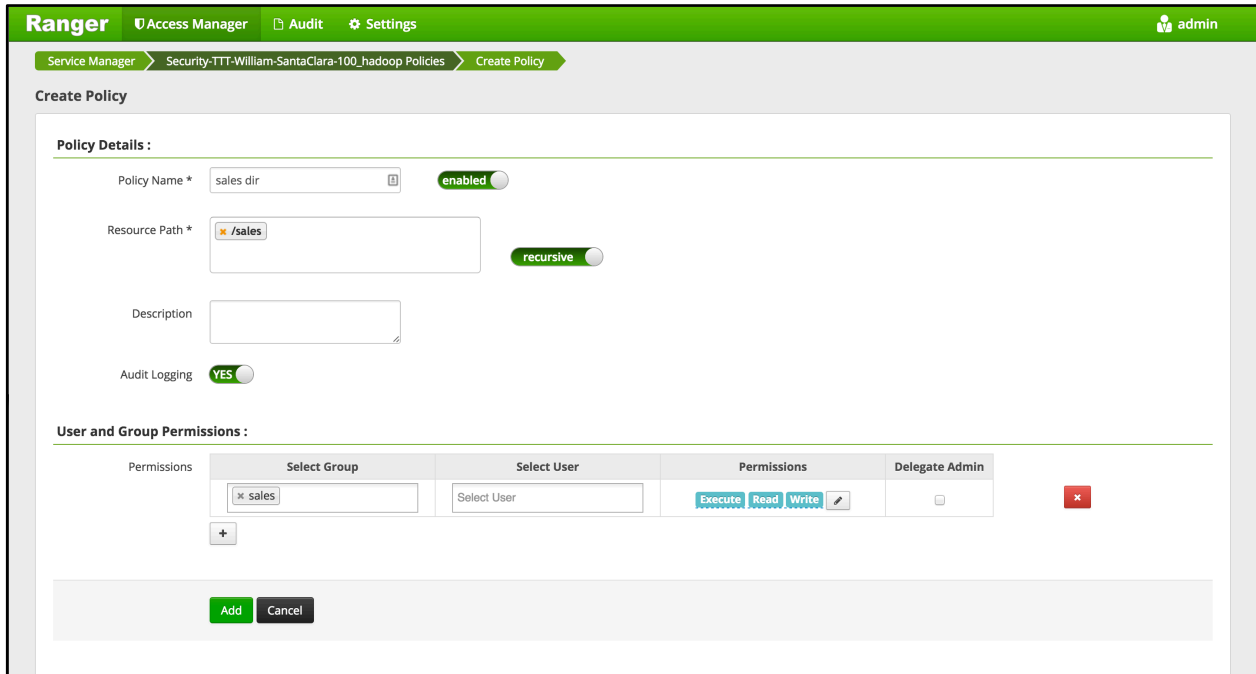 Ranger Access Manager Audit Settings admin
Service Manager Security-TTT-William-SantaClara-100_hadoop Policies Create Policy
Create Policy
Policy Details :
Policy Name * sales dir enabled
Resource Path * × /sales
recursive
Description
Audit Logging YES
User and Group Permissions :
Permissions Select Group Select User Permissions Delegate Admin
× sales Select User Execute Read Write ×
+
Add Cancel